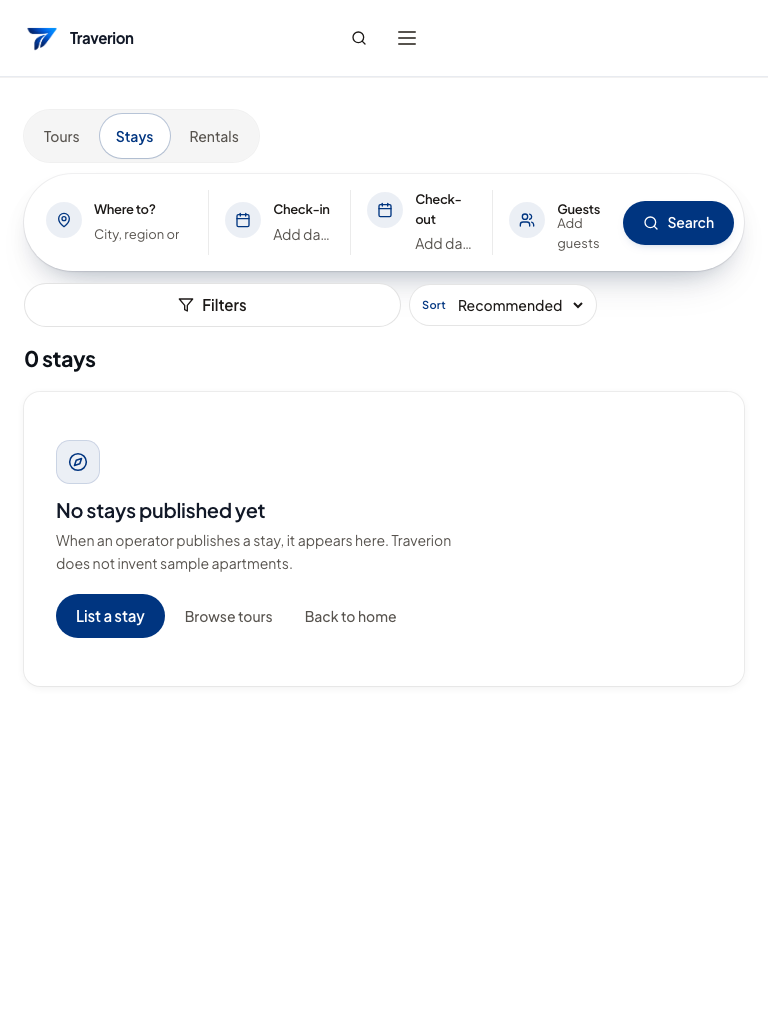 Traverion
Tours
Stays
Rentals
Where to?
City, region or
Check-in
Add da...
Check-
out
Add da...
Guests
Add
guests
Search
Filters
Sort
Recommended
0 stays
No stays published yet
When an operator publishes a stay, it appears here. Traverion
does not invent sample apartments.
List a stay
Browse tours
Back to home